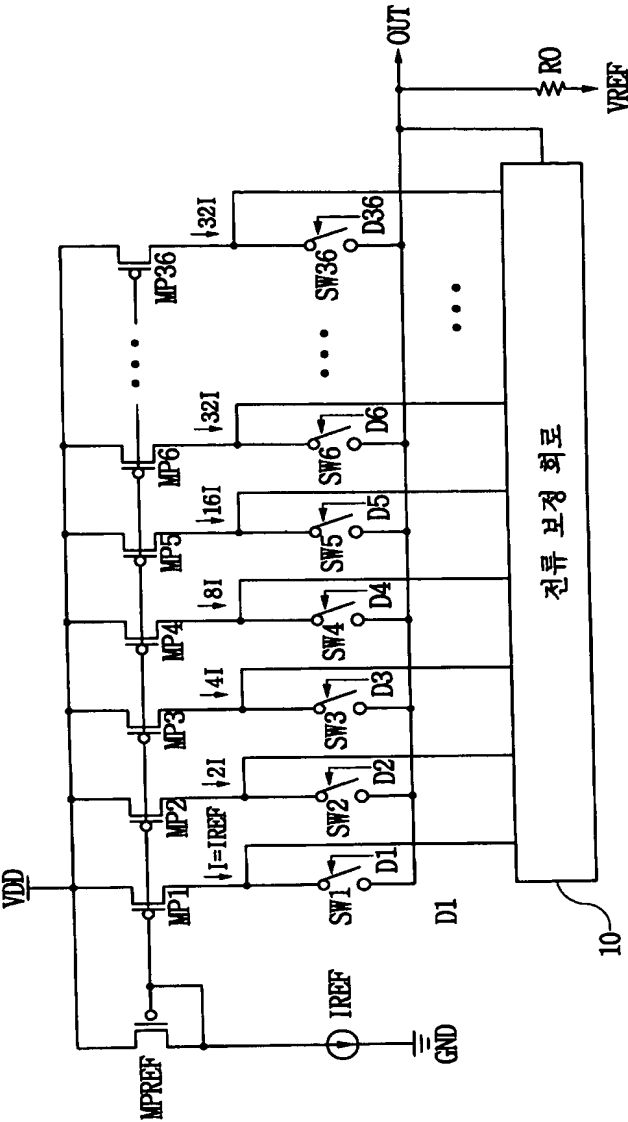 VDD
MPREF
MP1
MP2
MP3
MP4
MP5
MP6
• • •
MP36
↓I=IREF
↓2I
↓4I
↓8I
↓16I
↓32I
↓32I
IREF
GND
SW1
D1
SW2
D2
SW3
D3
SW4
D4
SW5
D5
SW6
D6
• • •
SW36
D36
OUT
RO
VREF
D1
• • •
전류 보정 회로
10